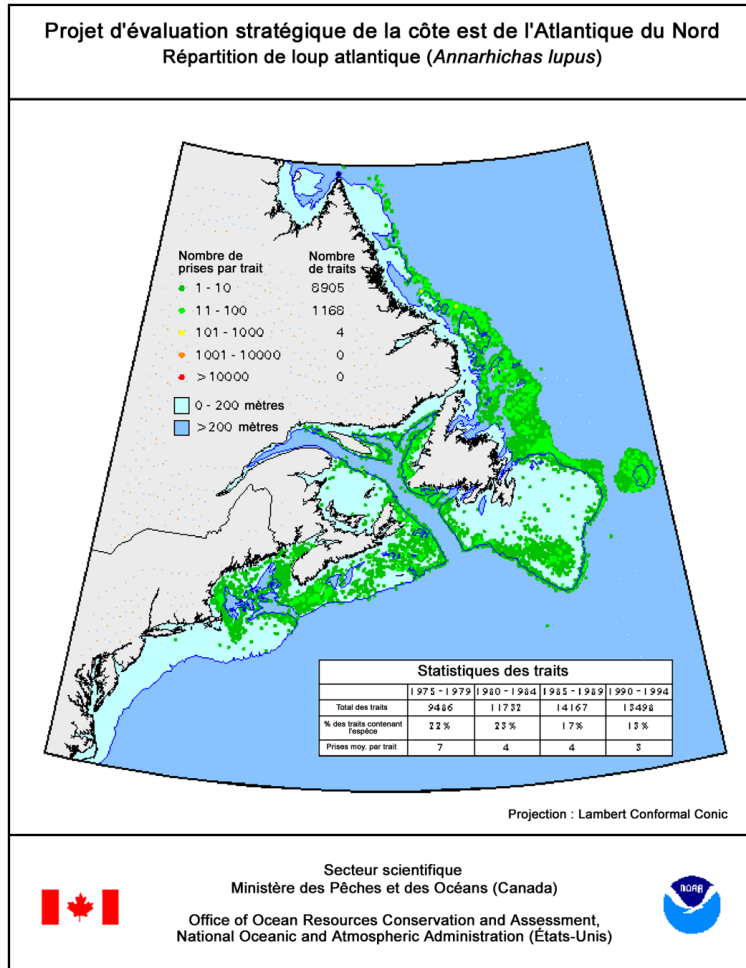 Projet d'évaluation stratégique de la côte est de l'Atlantique du Nord
Répartition de loup atlantique (Annarhichas lupus)
Nombre de prises par trait
Nombre de traits
1 - 10 8905
11 - 100 1168
101 - 1000 4
1001 - 10000 0
>10000 0
0 - 200 mètres
>200 mètres
Statistiques des traits
1975 - 1979 1980 - 1984 1985 - 1989 1990 - 1994
Total des traits 9486 11732 14167 13498
% des traits contenant l'espèce 22% 23% 17% 13%
Prises moy. par trait 7 4 4 3
Projection : Lambert Conformal Conic
Secteur scientifique
Ministère des Pêches et des Océans (Canada)
Office of Ocean Resources Conservation and Assessment,
National Oceanic and Atmospheric Administration (États-Unis)
NOAA